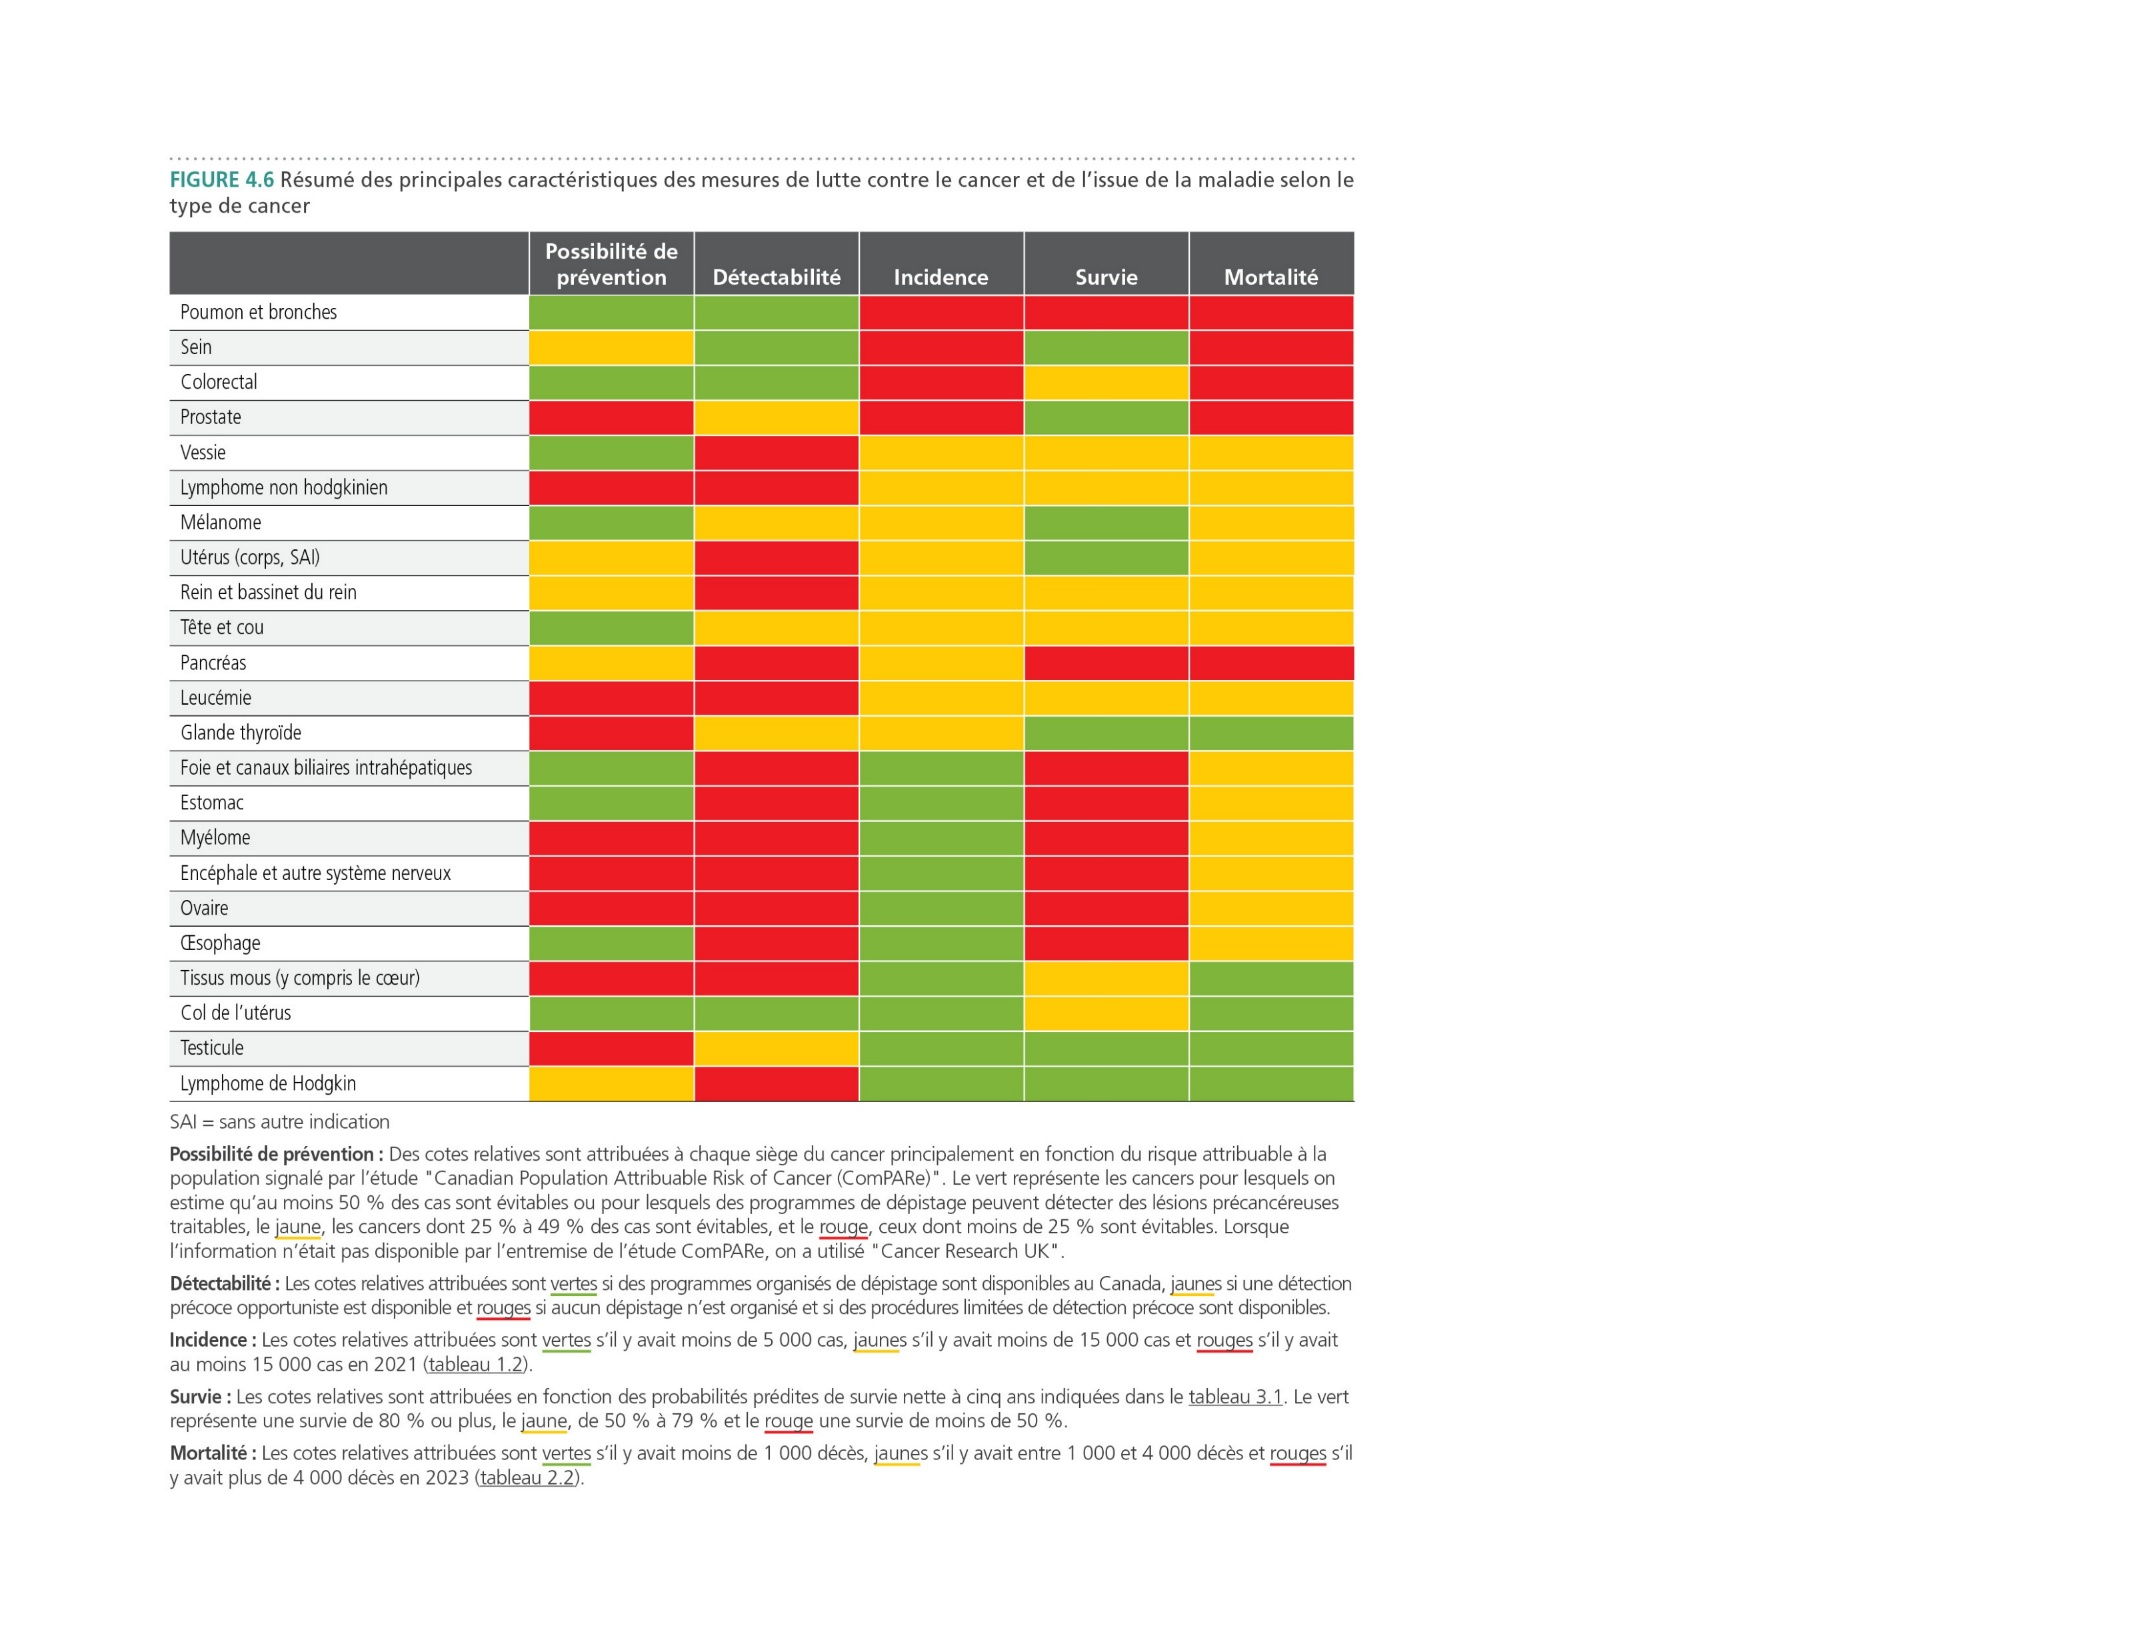 FIGURE 4.6 Résumé des principales caractéristiques des mesures de lutte contre le cancer et de l’issue de la maladie selon le
type de cancer
Possibilité de
prévention Détectabilité Incidence Survie Mortalité
Poumon et bronches
Sein
Colorectal
Prostate
Vessie
Lymphome non hodgkinien
Mélanome
Utérus (corps, SAI)
Rein et bassinet du rein
Tête et cou
Pancréas
Leucémie
Glande thyroïde
Foie et canaux biliaires intrahépatiques
Estomac
Myélome
Encéphale et autre système nerveux
Ovaire
Œsophage
Tissus mous (y compris le cœur)
Col de l’utérus
Testicule
Lymphome de Hodgkin
SAI = sans autre indication
Possibilité de prévention : Des cotes relatives sont attribuées à chaque siège du cancer principalement en fonction du risque attribuable à la
population signalé par l’étude "Canadian Population Attribuable Risk of Cancer (ComPARe)". Le vert représente les cancers pour lesquels on
estime qu’au moins 50 % des cas sont évitables ou pour lesquels des programmes de dépistage peuvent détecter des lésions précancéreuses
traitables, le jaune, les cancers dont 25 % à 49 % des cas sont évitables, et le rouge, ceux dont moins de 25 % sont évitables. Lorsque
l’information n’était pas disponible par l’entremise de l’étude ComPARe, on a utilisé "Cancer Research UK".
Détectabilité : Les cotes relatives attribuées sont vertes si des programmes organisés de dépistage sont disponibles au Canada, jaunes si une détection
précoce opportuniste est disponible et rouges si aucun dépistage n’est organisé et si des procédures limitées de détection précoce sont disponibles.
Incidence : Les cotes relatives attribuées sont vertes s’il y avait moins de 5 000 cas, jaunes s’il y avait moins de 15 000 cas et rouges s’il y avait
au moins 15 000 cas en 2021 (tableau 1.2).
Survie : Les cotes relatives sont attribuées en fonction des probabilités prédites de survie nette à cinq ans indiquées dans le tableau 3.1. Le vert
représente une survie de 80 % ou plus, le jaune, de 50 % à 79 % et le rouge une survie de moins de 50 %.
Mortalité : Les cotes relatives attribuées sont vertes s’il y avait moins de 1 000 décès, jaunes s’il y avait entre 1 000 et 4 000 décès et rouges s’il
y avait plus de 4 000 décès en 2023 (tableau 2.2).